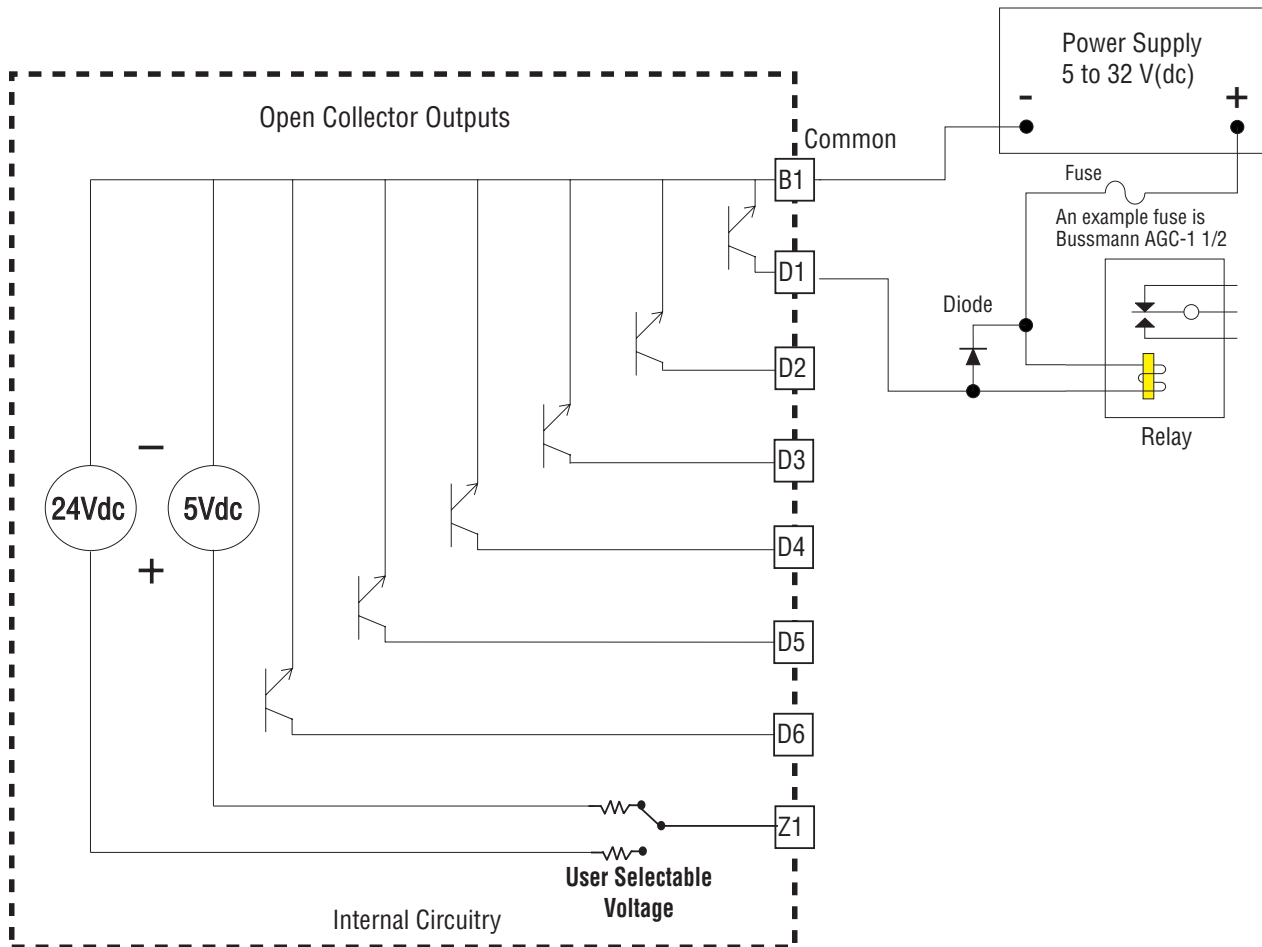 Power Supply
5 to 32 V(dc)
- +
Open Collector Outputs
Common
B1
Fuse
An example fuse is
Bussmann AGC-1 1/2
D1
Diode
D2
Relay
D3
– 
24Vdc 5Vdc
+
D4
D5
D6
Z1
User Selectable
Voltage
Internal Circuitry